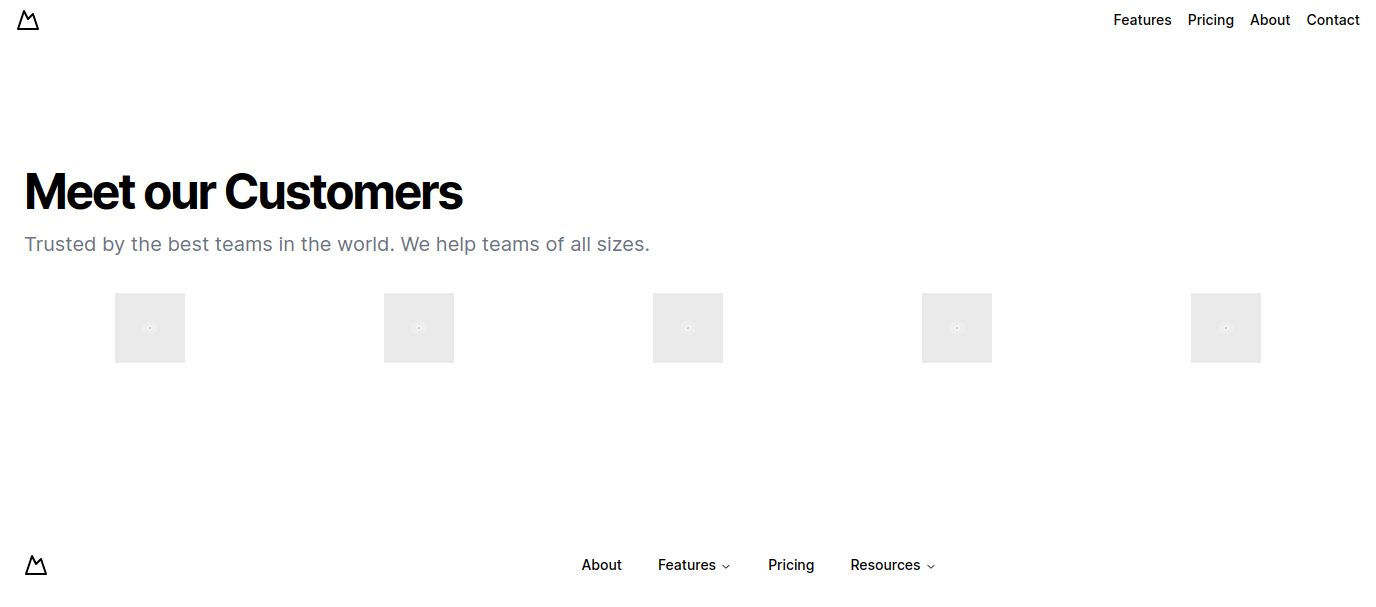 Features Pricing About Contact
Meet our Customers
Trusted by the best teams in the world. We help teams of all sizes.
About Features Pricing Resources